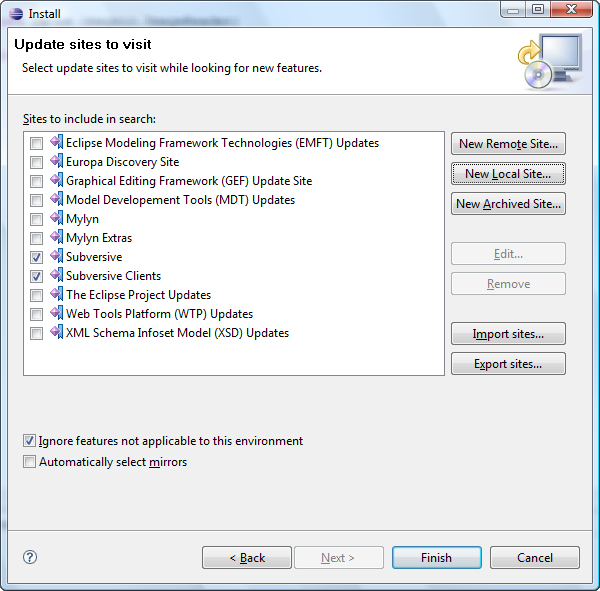 Install
Update sites to visit
Select update sites to visit while looking for new features.
Sites to include in search:
Eclipse Modeling Framework Technologies (EMFT) Updates
Europa Discovery Site
Graphical Editing Framework (GEF) Update Site
Model Developement Tools (MDT) Updates
Mylyn
Mylyn Extras
Subversive
Subversive Clients
The Eclipse Project Updates
Web Tools Platform (WTP) Updates
XML Schema Infoset Model (XSD) Updates
New Remote Site...
New Local Site...
New Archived Site...
Edit...
Remove
Import sites...
Export sites...
Ignore features not applicable to this environment
Automatically select mirrors
< Back
Next >
Finish
Cancel